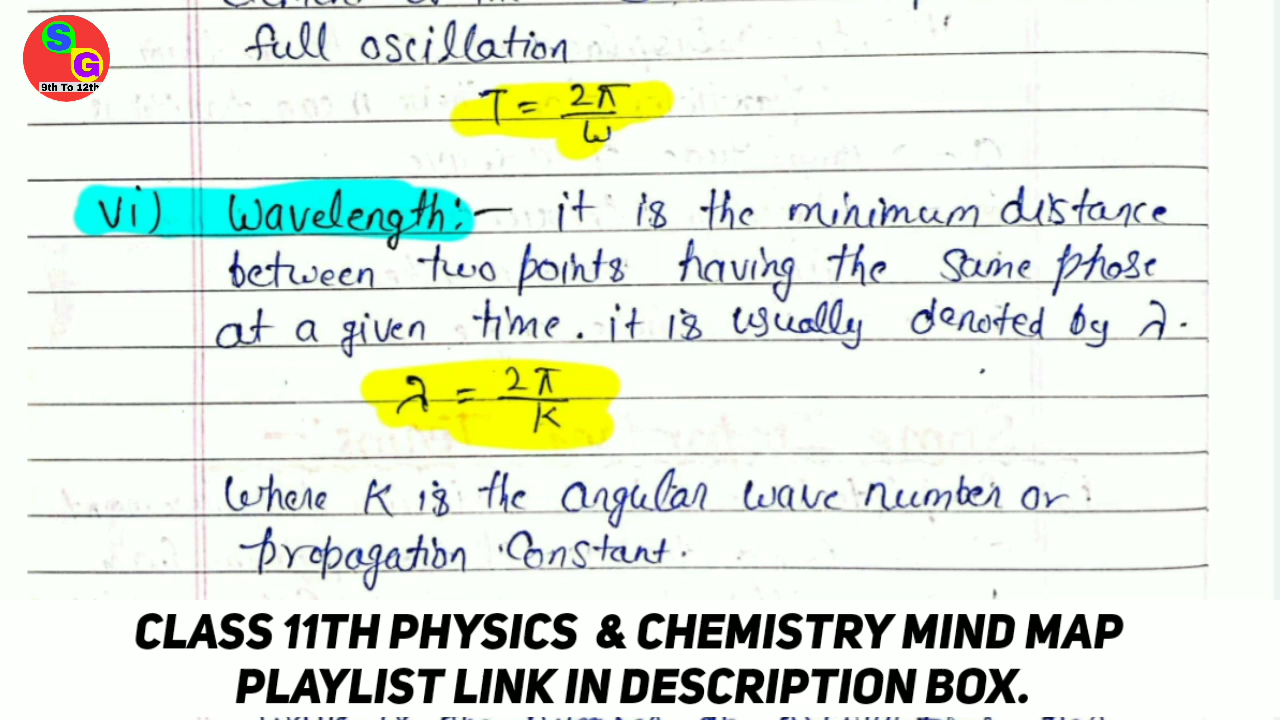 SG
9th To 12th
full oscillation
T = 2π/ω
vi) Wavelength:- it is the minimum distance
between two points having the same phase
at a given time. it is usually denoted by λ.
λ = 2π/K
Where K is the angular wave number or
propagation constant.
CLASS 11TH PHYSICS & CHEMISTRY MIND MAP
PLAYLIST LINK IN DESCRIPTION BOX.